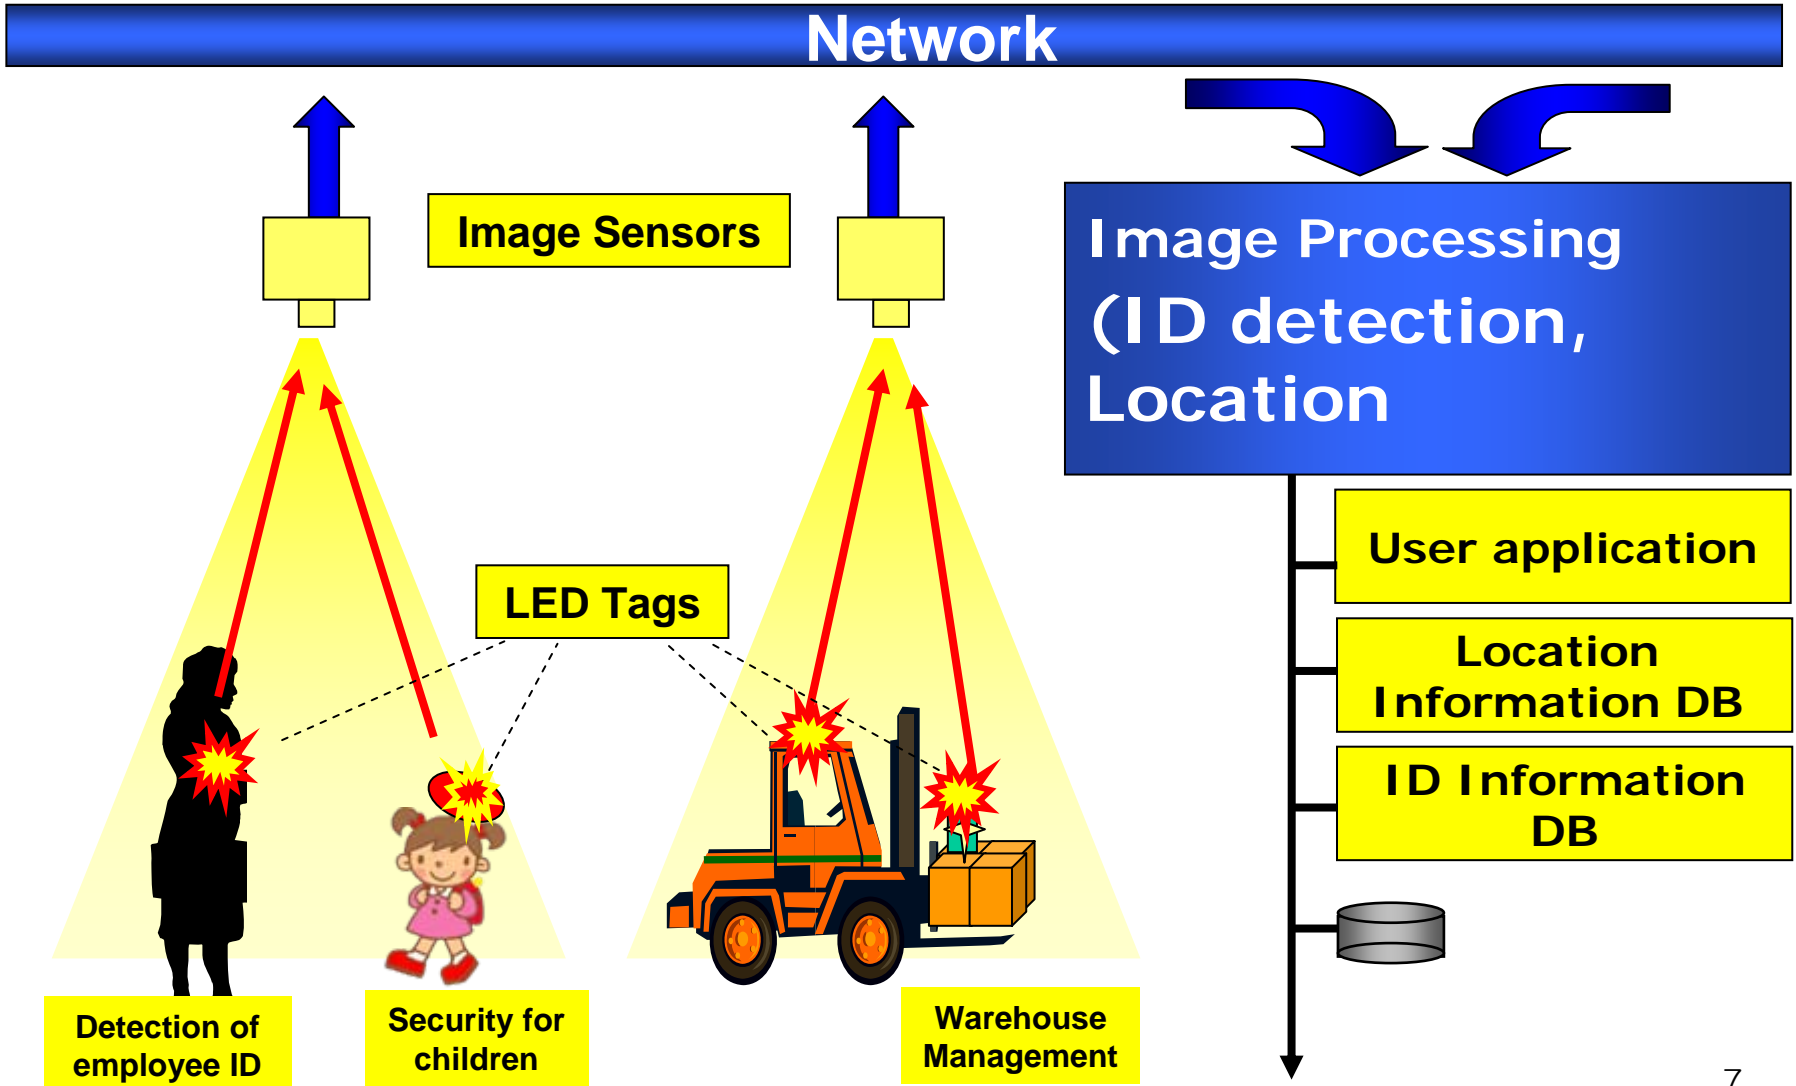 Network
Image Sensors
Image Processing
(ID detection,
Location
User application
LED Tags
Location
Information DB
ID Information
DB
Detection of
employee ID
Security for
children
Warehouse
Management
7